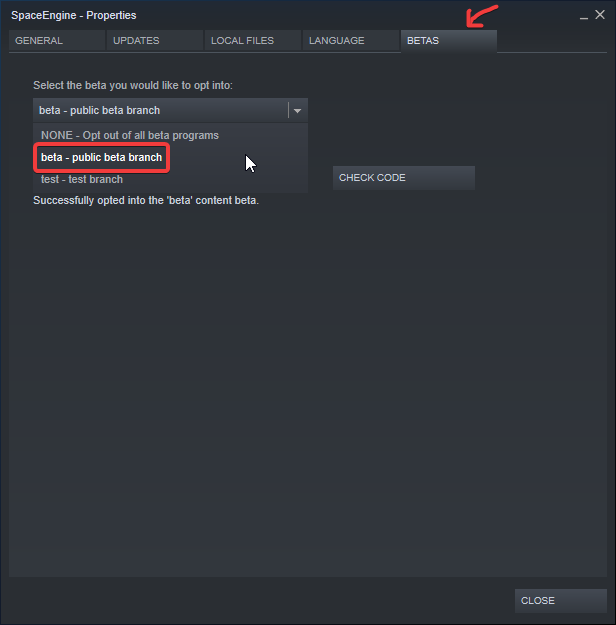 SpaceEngine - Properties
GENERAL UPDATES LOCAL FILES LANGUAGE BETAS
Select the beta you would like to opt into:
beta - public beta branch
NONE - Opt out of all beta programs
beta - public beta branch
test - test branch
CHECK CODE
Successfully opted into the 'beta' content beta.
CLOSE